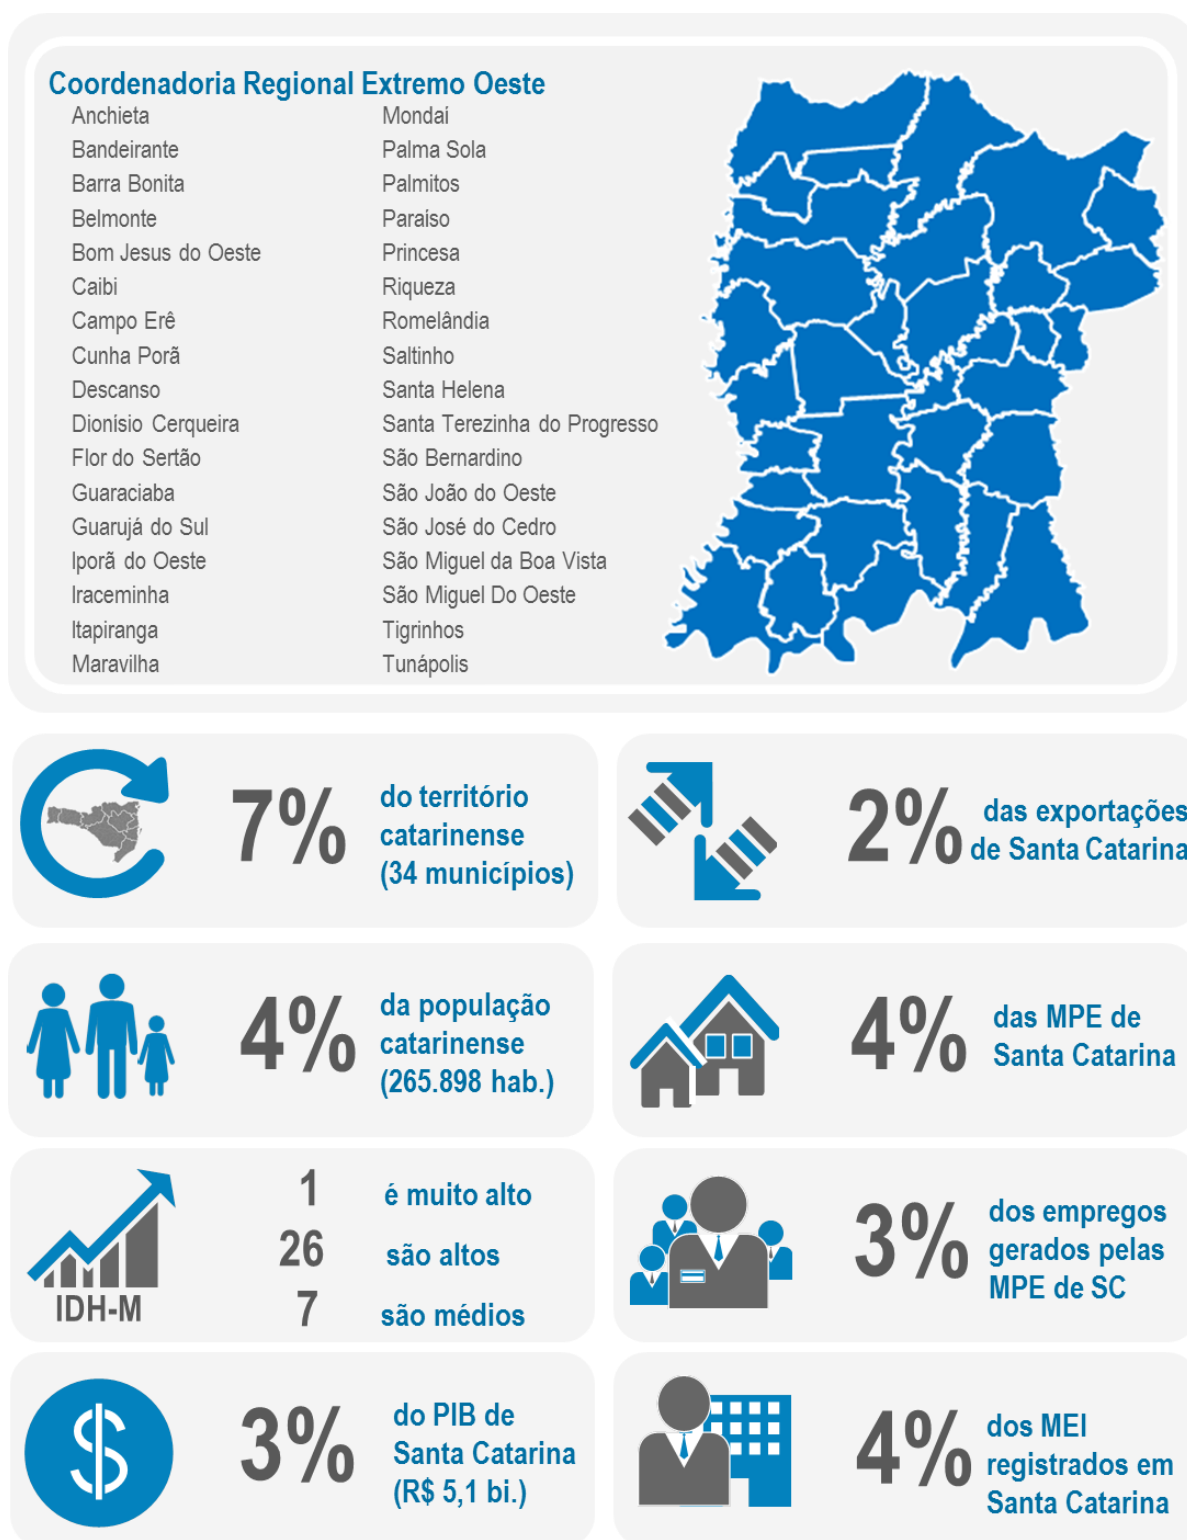 Coordenadoria Regional Extremo Oeste
Anchieta
Bandeirante
Barra Bonita
Belmonte
Bom Jesus do Oeste
Caibi
Campo Erê
Cunha Porã
Descanso
Dionísio Cerqueira
Flor do Sertão
Guaraciaba
Guarujá do Sul
Iporã do Oeste
Iraceminha
Itapiranga
Maravilha
Mondaí
Palma Sola
Palmitos
Paraíso
Princesa
Riqueza
Romelândia
Saltinho
Santa Helena
Santa Terezinha do Progresso
São Bernardino
São João do Oeste
São José do Cedro
São Miguel da Boa Vista
São Miguel Do Oeste
Tigrinhos
Tunápolis
7%
do território
catarinense
(34 municípios)
2%
das exportações
de Santa Catarina
4%
da população
catarinense
(265.898 hab.)
4%
das MPE de
Santa Catarina
IDH-M
1 é muito alto
26 são altos
7 são médios
3%
dos empregos
gerados pelas
MPE de SC
$
3%
do PIB de
Santa Catarina
(R$ 5,1 bi.)
4%
dos MEI
registrados em
Santa Catarina